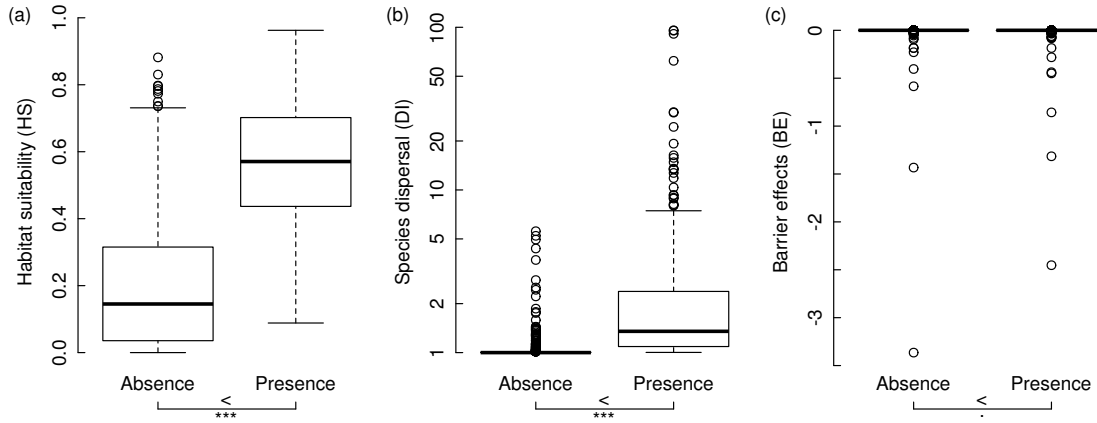 (a)
Habitat suitability (HS)
1.0
0.8
0.6
0.4
0.2
0.0
Absence Presence
<
***
(b)
Species dispersal (DI)
100
50
20
10
5
2
1
Absence Presence
<
***
(c)
Barrier effects (BE)
0
-1
-2
-3
Absence Presence
<
.